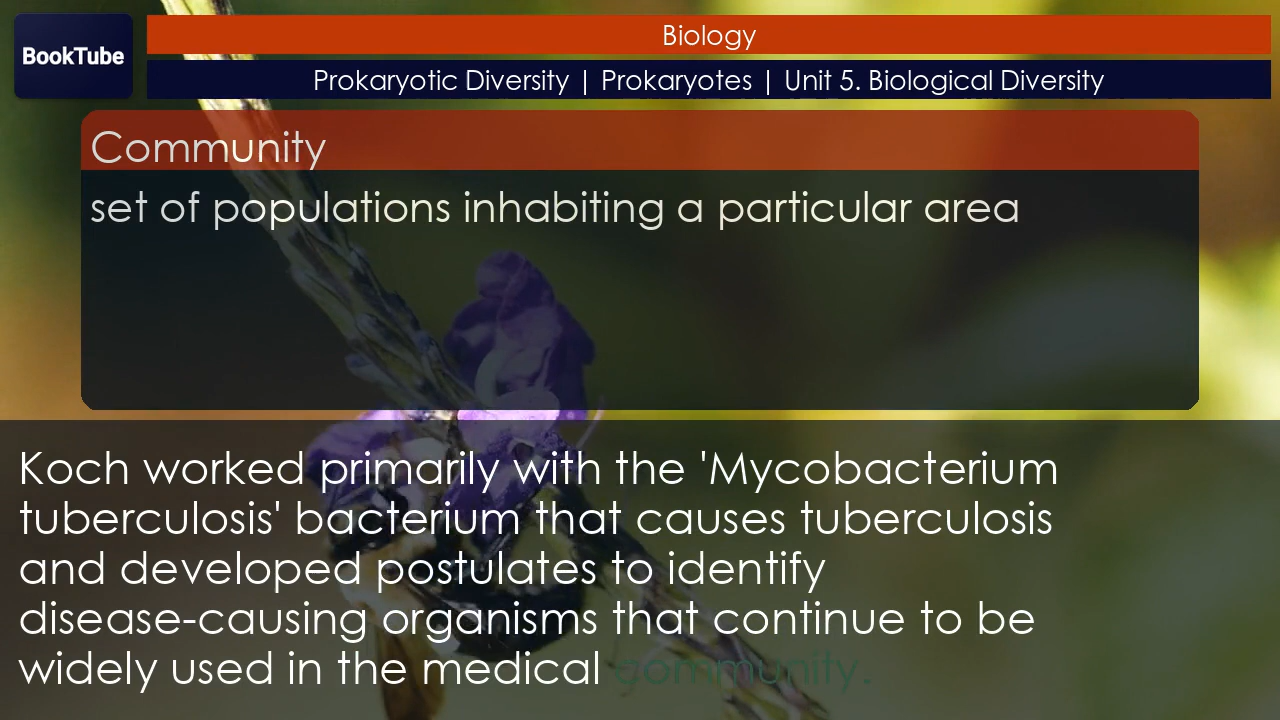 BookTube
Biology
Prokaryotic Diversity | Prokaryotes | Unit 5. Biological Diversity
Community
set of populations inhabiting a particular area
Koch worked primarily with the 'Mycobacterium
tuberculosis' bacterium that causes tuberculosis
and developed postulates to identify
disease-causing organisms that continue to be
widely used in the medical community.